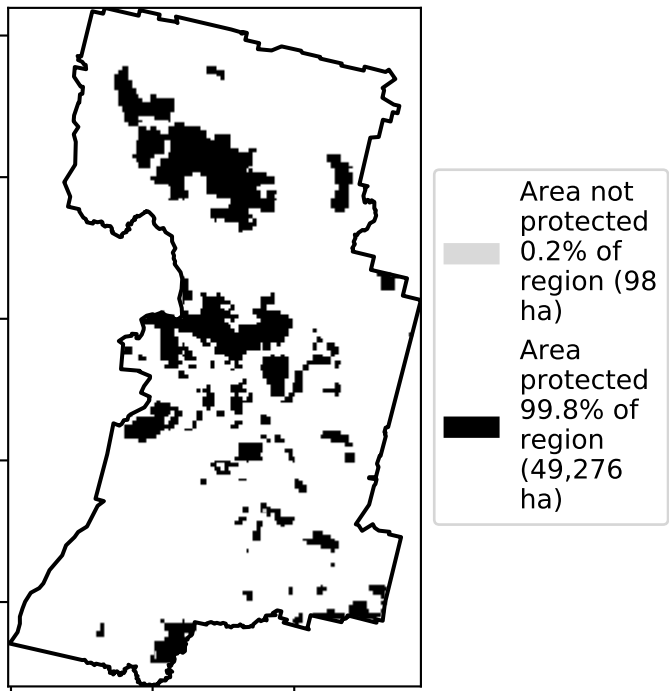 Area not
protected
0.2% of
region (98
ha)
Area
protected
99.8% of
region
(49,276
ha)